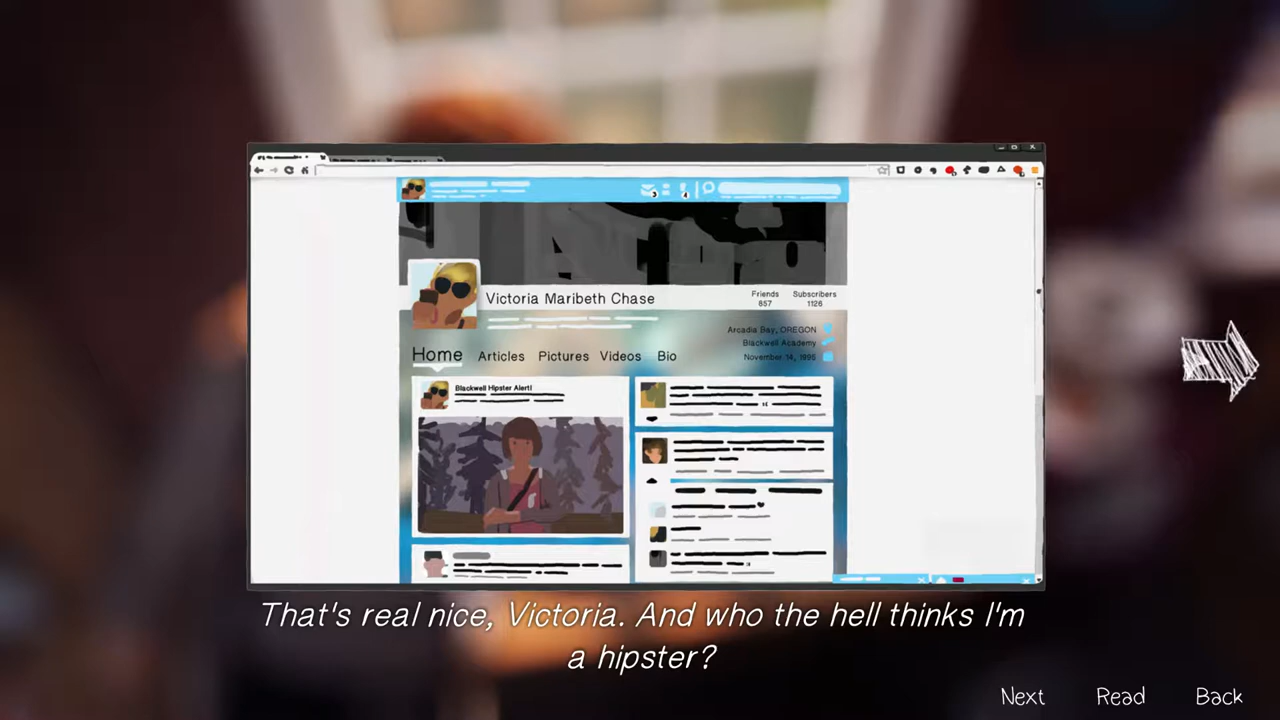 Victoria Maribeth Chase
Friends
857
Subscribers
1126
Arcadia Bay, OREGON
Blackwell Academy
November 14, 1995
Home Articles Pictures Videos Bio
Blackwell Hipster Alert!
That's real nice, Victoria. And who the hell thinks I'm
a hipster?
Next Read Back